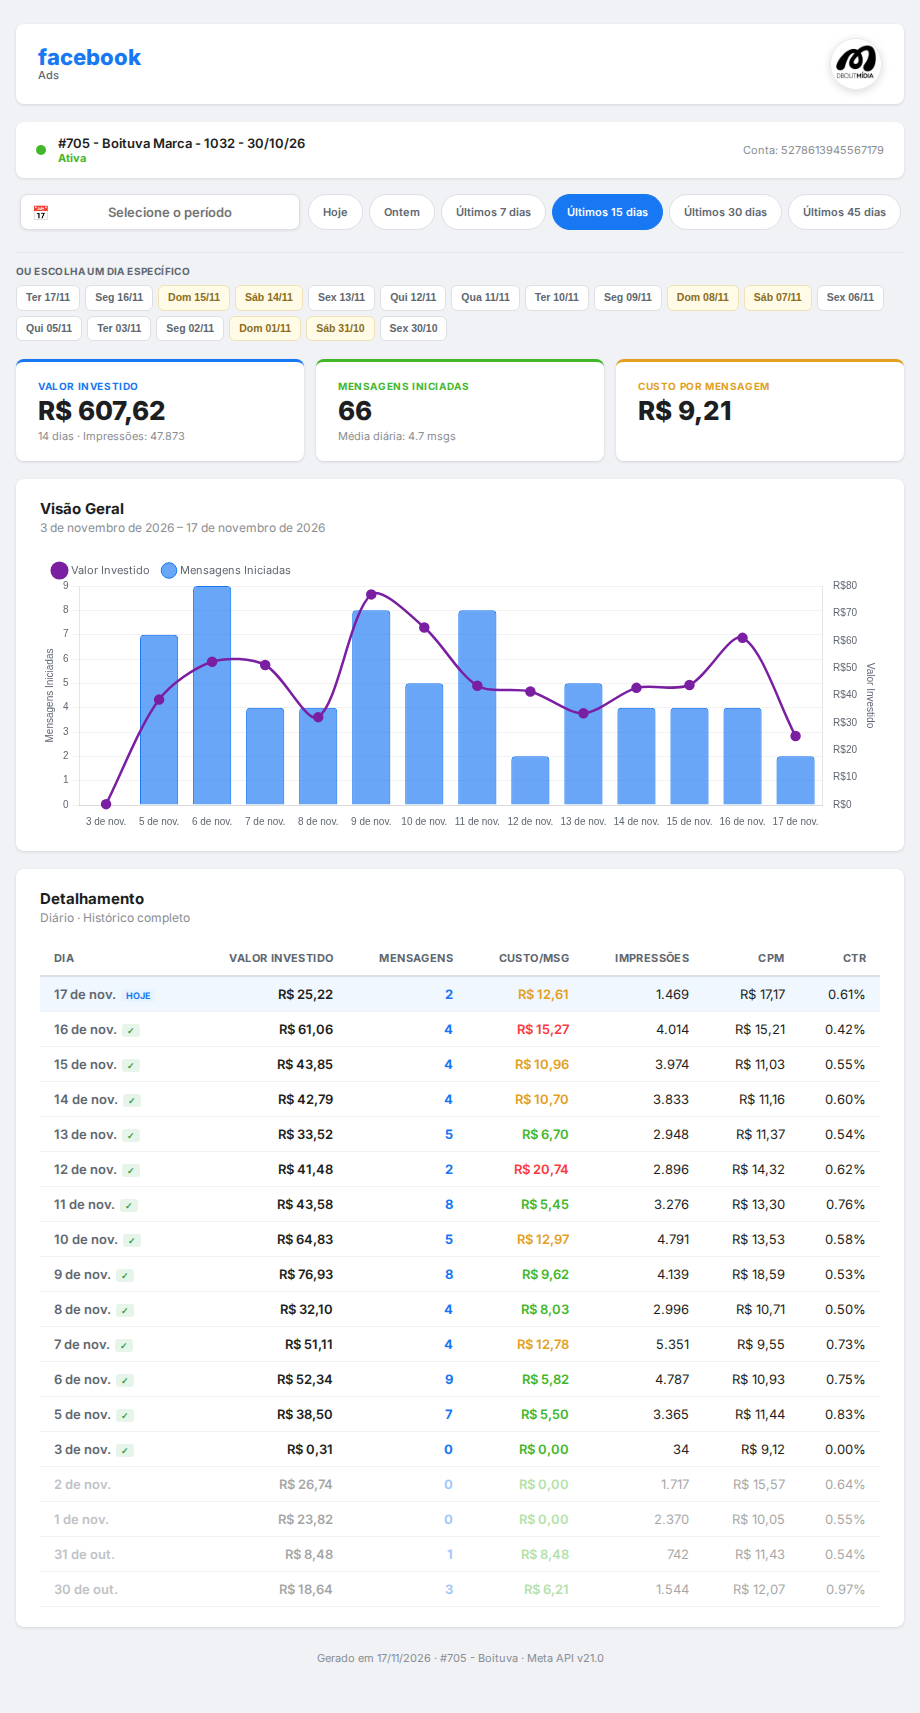 facebook
Ads
DBOUTMÍDIA
#705 - Boituva Marca - 1032 - 30/10/26
Ativa
Conta: 5278613945567179
📅 Selecione o período
Hoje
Ontem
Últimos 7 dias
Últimos 15 dias
Últimos 30 dias
Últimos 45 dias
OU ESCOLHA UM DIA ESPECÍFICO
Ter 17/11 Seg 16/11 Dom 15/11 Sáb 14/11 Sex 13/11 Qui 12/11 Qua 11/11 Ter 10/11 Seg 09/11 Dom 08/11 Sáb 07/11 Sex 06/11
Qui 05/11 Ter 03/11 Seg 02/11 Dom 01/11 Sáb 31/10 Sex 30/10
VALOR INVESTIDO
R$ 607,62
14 dias · Impressões: 47.873
MENSAGENS INICIADAS
66
Média diária: 4.7 msgs
CUSTO POR MENSAGEM
R$ 9,21
Visão Geral
3 de novembro de 2026 – 17 de novembro de 2026
Valor Investido Mensagens Iniciadas
Mensagens Iniciadas
9
8
7
6
5
4
3
2
1
0
R$80
R$70
R$60
R$50
R$40
R$30
R$20
R$10
R$0
Valor Investido
3 de nov. 5 de nov. 6 de nov. 7 de nov. 8 de nov. 9 de nov. 10 de nov. 11 de nov. 12 de nov. 13 de nov. 14 de nov. 15 de nov. 16 de nov. 17 de nov.
Detalhamento
Diário · Histórico completo
DIA VALOR INVESTIDO MENSAGENS CUSTO/MSG IMPRESSÕES CPM CTR
17 de nov. HOJE R$ 25,22 2 R$ 12,61 1.469 R$ 17,17 0.61%
16 de nov. ✓ R$ 61,06 4 R$ 15,27 4.014 R$ 15,21 0.42%
15 de nov. ✓ R$ 43,85 4 R$ 10,96 3.974 R$ 11,03 0.55%
14 de nov. ✓ R$ 42,79 4 R$ 10,70 3.833 R$ 11,16 0.60%
13 de nov. ✓ R$ 33,52 5 R$ 6,70 2.948 R$ 11,37 0.54%
12 de nov. ✓ R$ 41,48 2 R$ 20,74 2.896 R$ 14,32 0.62%
11 de nov. ✓ R$ 43,58 8 R$ 5,45 3.276 R$ 13,30 0.76%
10 de nov. ✓ R$ 64,83 5 R$ 12,97 4.791 R$ 13,53 0.58%
9 de nov. ✓ R$ 76,93 8 R$ 9,62 4.139 R$ 18,59 0.53%
8 de nov. ✓ R$ 32,10 4 R$ 8,03 2.996 R$ 10,71 0.50%
7 de nov. ✓ R$ 51,11 4 R$ 12,78 5.351 R$ 9,55 0.73%
6 de nov. ✓ R$ 52,34 9 R$ 5,82 4.787 R$ 10,93 0.75%
5 de nov. ✓ R$ 38,50 7 R$ 5,50 3.365 R$ 11,44 0.83%
3 de nov. ✓ R$ 0,31 0 R$ 0,00 34 R$ 9,12 0.00%
2 de nov. R$ 26,74 0 R$ 0,00 1.717 R$ 15,57 0.64%
1 de nov. R$ 23,82 0 R$ 0,00 2.370 R$ 10,05 0.55%
31 de out. R$ 8,48 1 R$ 8,48 742 R$ 11,43 0.54%
30 de out. R$ 18,64 3 R$ 6,21 1.544 R$ 12,07 0.97%
Gerado em 17/11/2026 · #705 - Boituva · Meta API v21.0